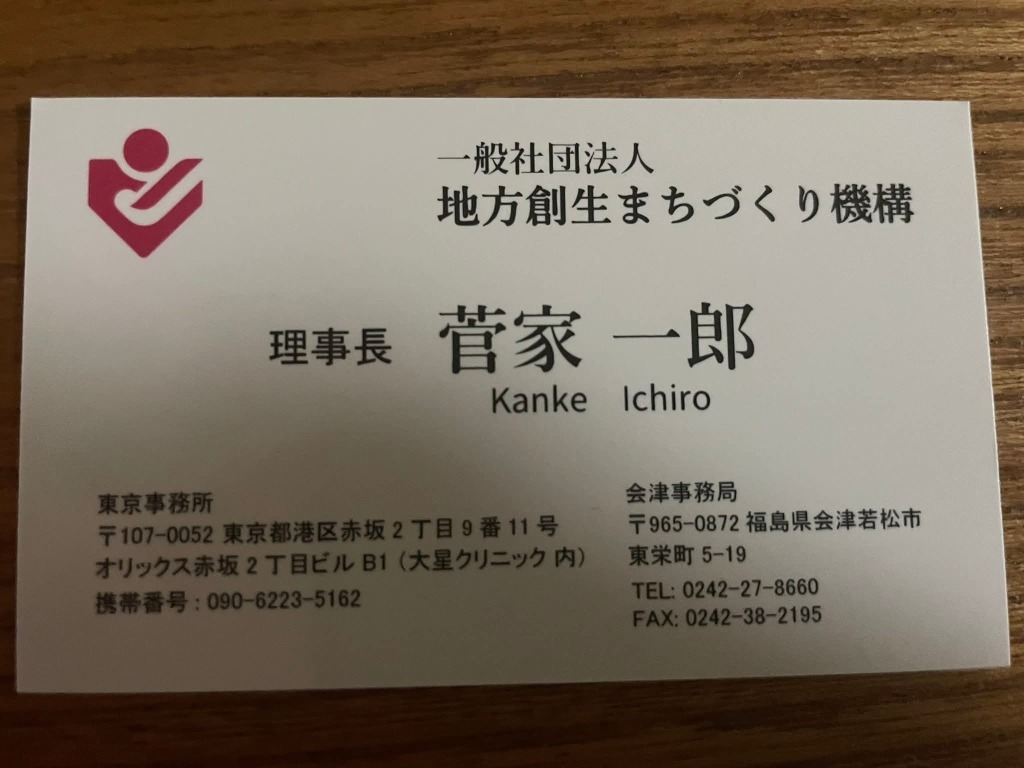 一般社団法人
地方創生まちづくり機構
理事長 菅家 一郎
Kanke Ichiro
東京事務所
〒107-0052 東京都港区赤坂2丁目9番11号
オリックス赤坂2丁目ビル B1（大星クリニック 内）
携帯番号：090-6223-5162
会津事務局
〒965-0872 福島県会津若松市
東栄町 5-19
TEL: 0242-27-8660
FAX: 0242-38-2195